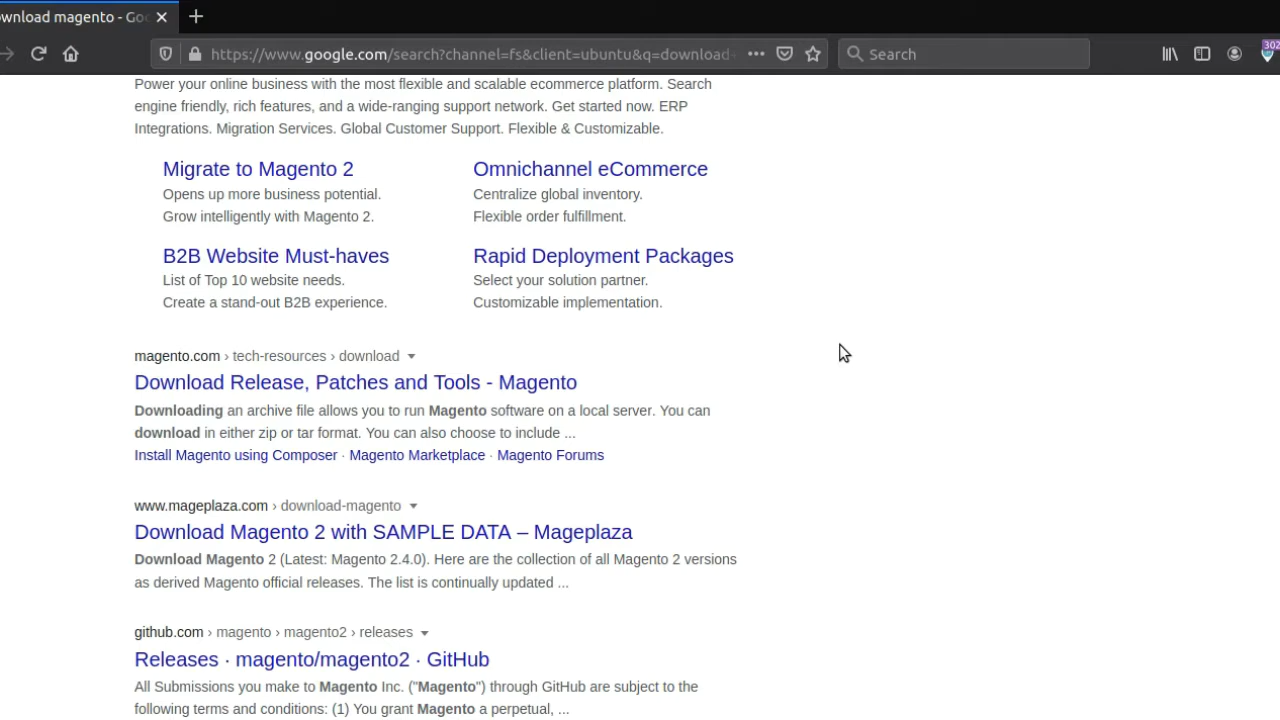 ownload magento - Goo
https://www.google.com/search?channel=fs&client=ubuntu&q=download+
Search
302
Power your online business with the most flexible and scalable ecommerce platform. Search
engine friendly, rich features, and a wide-ranging support network. Get started now. ERP
Integrations. Migration Services. Global Customer Support. Flexible & Customizable.
Migrate to Magento 2
Opens up more business potential.
Grow intelligently with Magento 2.
Omnichannel eCommerce
Centralize global inventory.
Flexible order fulfillment.
B2B Website Must-haves
List of Top 10 website needs.
Create a stand-out B2B experience.
Rapid Deployment Packages
Select your solution partner.
Customizable implementation.
magento.com › tech-resources › download
Download Release, Patches and Tools - Magento
Downloading an archive file allows you to run Magento software on a local server. You can
download in either zip or tar format. You can also choose to include ...
Install Magento using Composer · Magento Marketplace · Magento Forums
www.mageplaza.com › download-magento
Download Magento 2 with SAMPLE DATA – Mageplaza
Download Magento 2 (Latest: Magento 2.4.0). Here are the collection of all Magento 2 versions
as derived Magento official releases. The list is continually updated ...
github.com › magento › magento2 › releases
Releases · magento/magento2 · GitHub
All Submissions you make to Magento Inc. ("Magento") through GitHub are subject to the
following terms and conditions: (1) You grant Magento a perpetual, ...